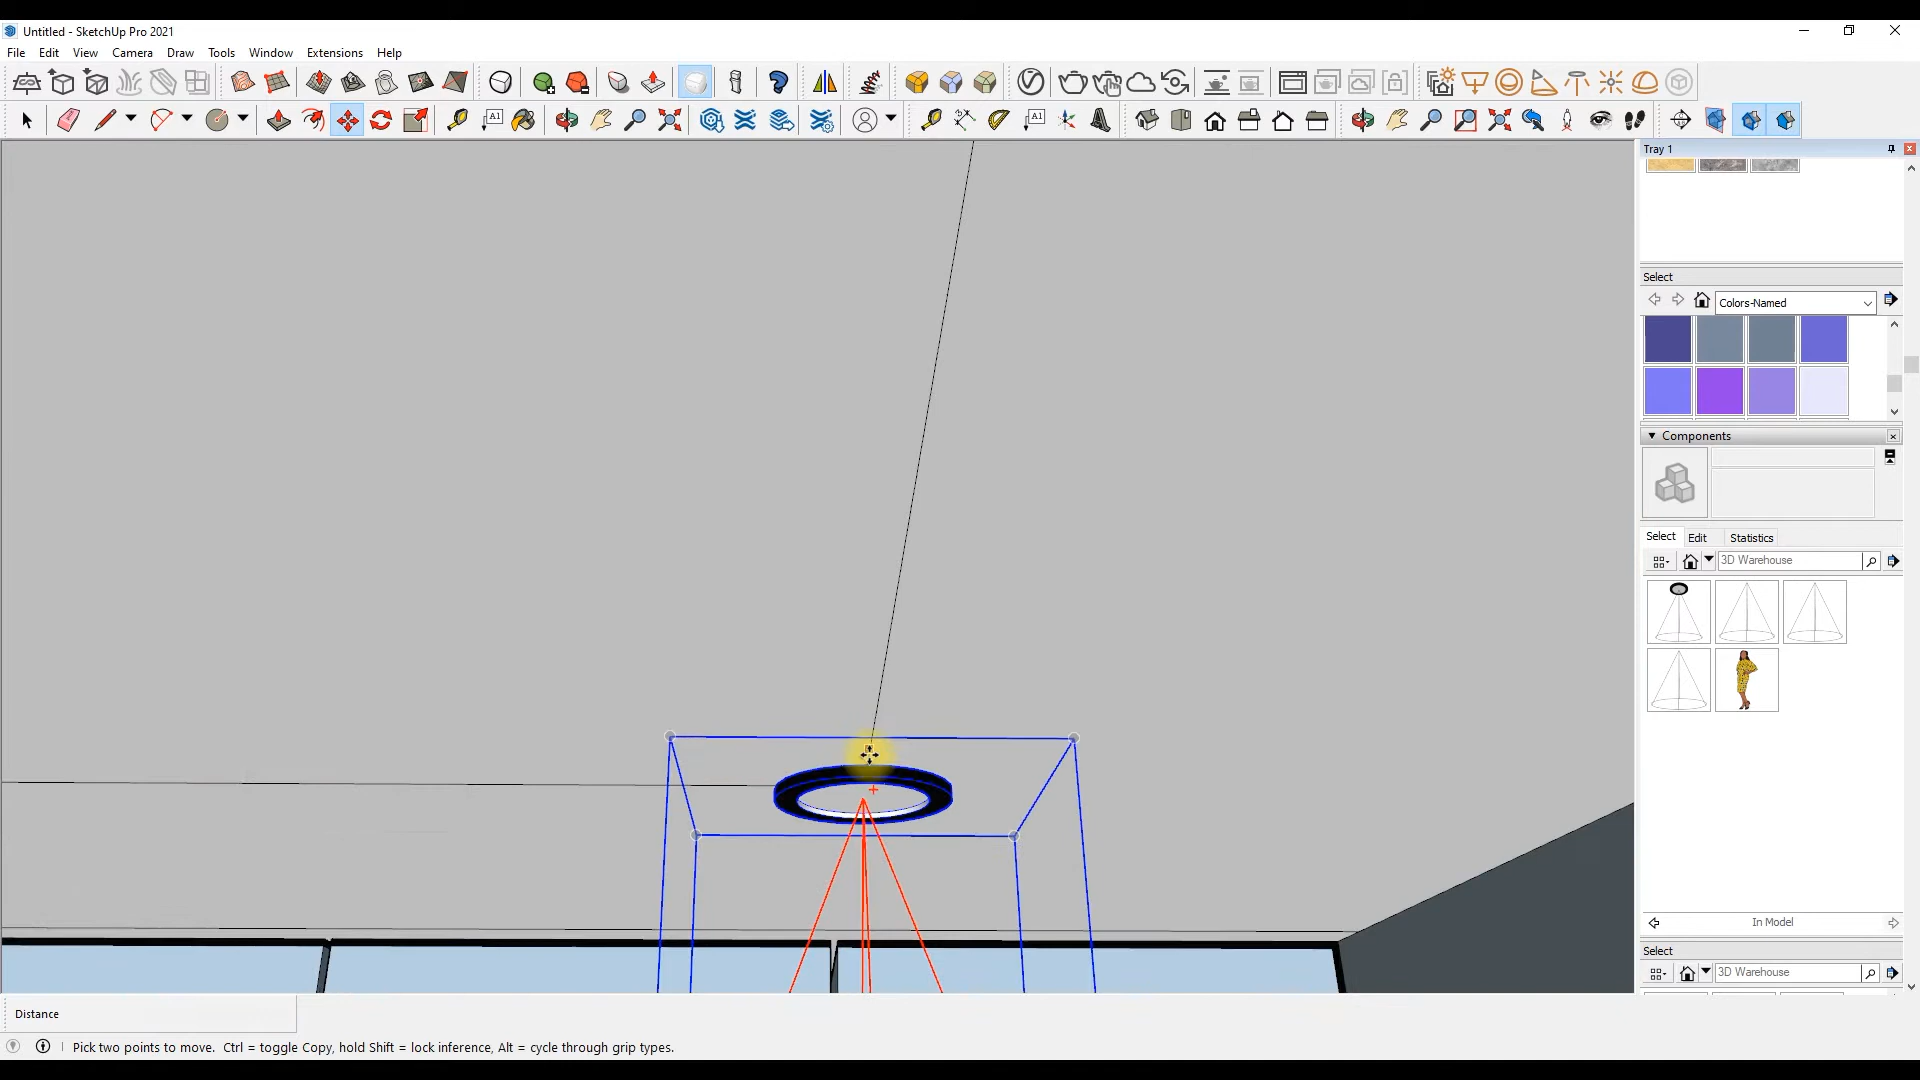 Untitled - SketchUp Pro 2021
File Edit View Camera Draw Tools Window Extensions Help
A1 A1
Tray 1
Select
Colors-Named
Components
Select Edit Statistics
3D Warehouse
In Model
Select
3D Warehouse
Distance
Pick two points to move. Ctrl = toggle Copy, hold Shift = lock inference, Alt = cycle through grip types.